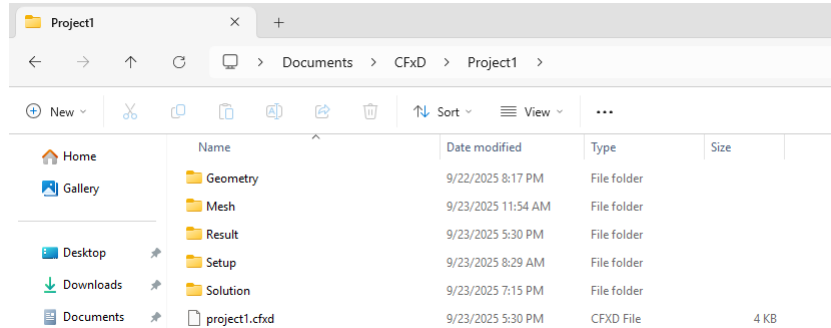 Project1
Documents > CFxD > Project1 >
New Sort View
Name Date modified Type Size
Home
Gallery
Desktop
Downloads
Documents
Geometry 9/22/2025 8:17 PM File folder
Mesh 9/23/2025 11:54 AM File folder
Result 9/23/2025 5:30 PM File folder
Setup 9/23/2025 8:29 AM File folder
Solution 9/23/2025 7:15 PM File folder
project1.cfxd 9/23/2025 5:30 PM CFXD File 4 KB